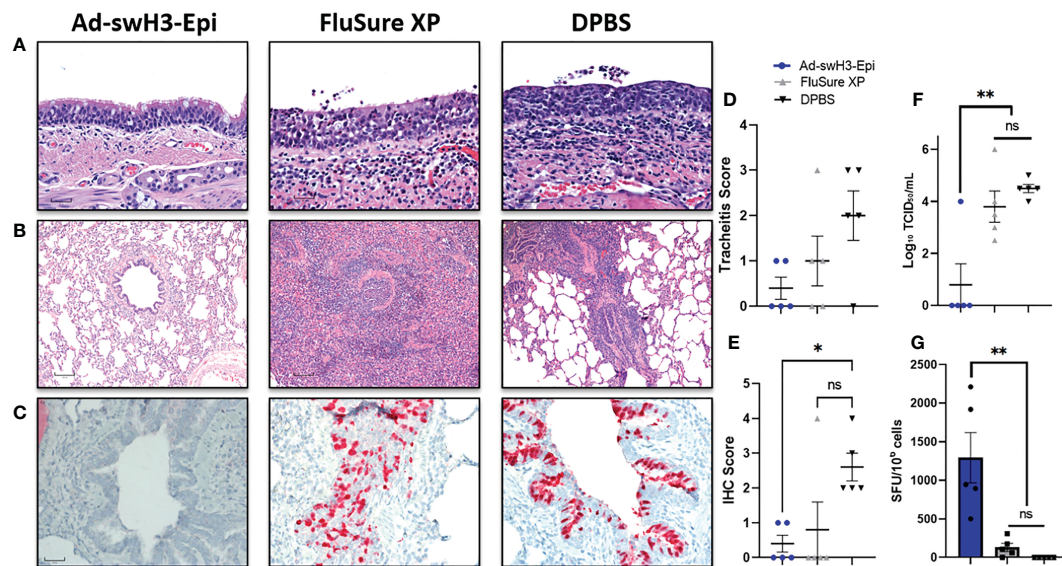 Ad-swH3-Epi FluSure XP DPBS
A
B
C
Ad-swH3-Epi
FluSure XP
DPBS
D
Tracheitis Score
4
3
2
1
0
F
**
ns
Log₁₀ TCID₅₀/mL
6
4
2
0
E
*
ns
IHC Score
4
3
2
1
0
G
**
ns
SFU/10⁶ cells
2500
2000
1500
1000
500
0